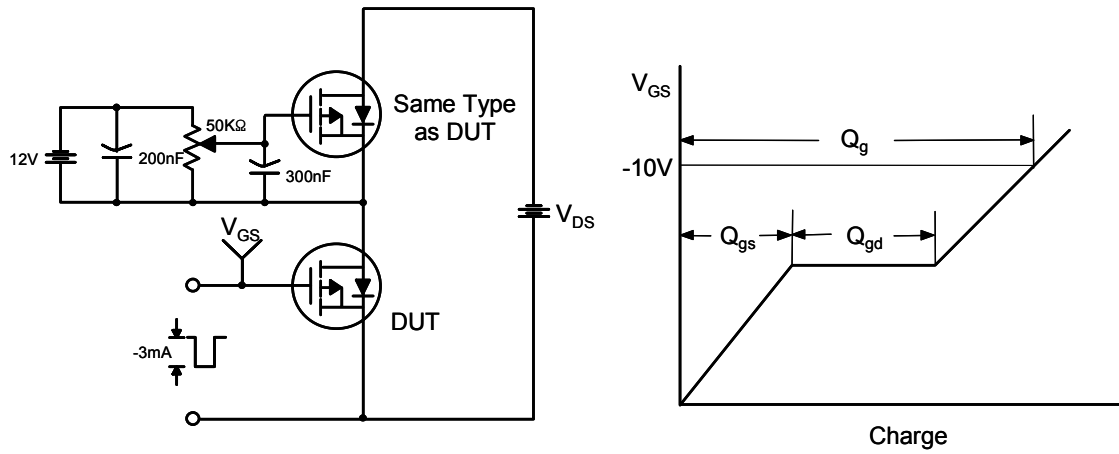 Same Type
as DUT
50KΩ
12V
200nF
300nF
V_GS
V_DS
DUT
-3mA
V_GS
Q_g
-10V
Q_gs
Q_gd
Charge